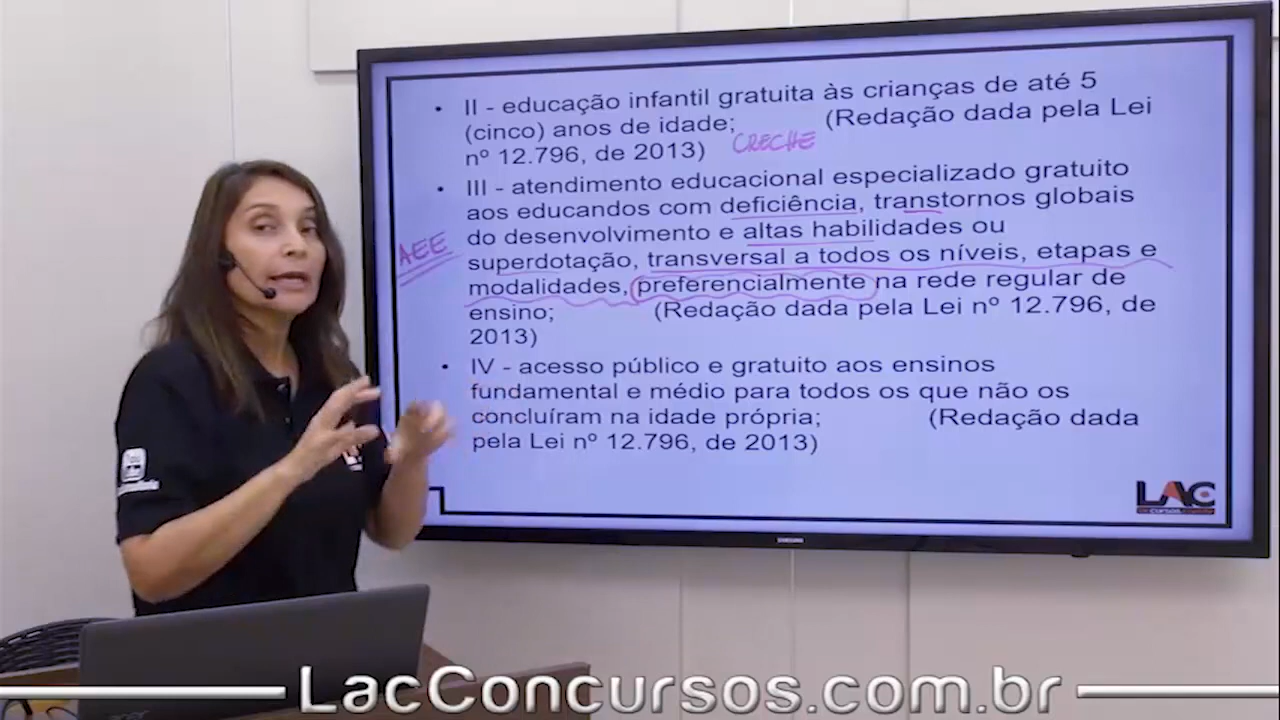 II - educação infantil gratuita às crianças de até 5
(cinco) anos de idade; (Redação dada pela Lei
nº 12.796, de 2013) CRECHE
III - atendimento educacional especializado gratuito
aos educandos com deficiência, transtornos globais
do desenvolvimento e altas habilidades ou
AEE
superdotação, transversal a todos os níveis, etapas e
modalidades, preferencialmente na rede regular de
ensino; (Redação dada pela Lei nº 12.796, de
2013)
IV - acesso público e gratuito aos ensinos
fundamental e médio para todos os que não os
concluíram na idade própria; (Redação dada
pela Lei nº 12.796, de 2013)
LAC
SAMSUNG
LacConcursos.com.br